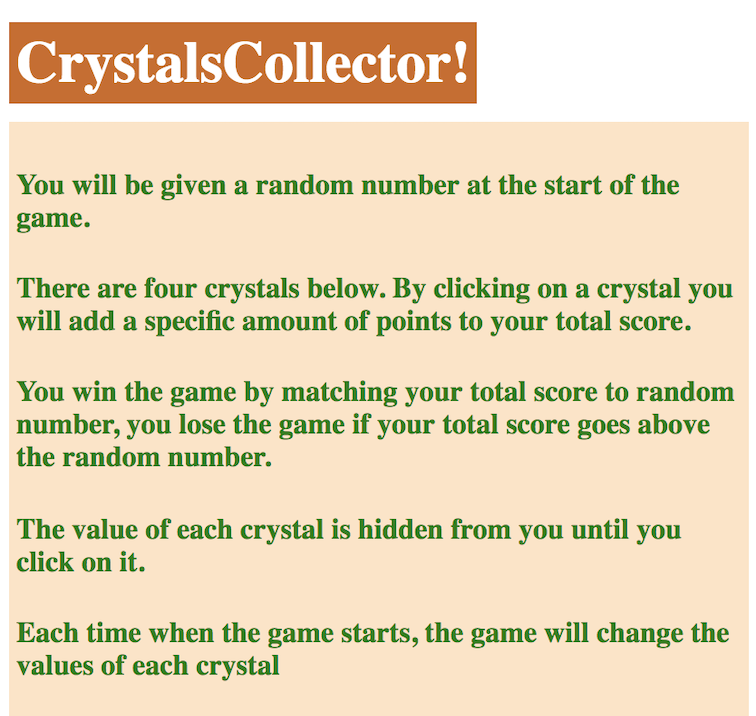 CrystalsCollector!
You will be given a random number at the start of the
game.
There are four crystals below. By clicking on a crystal you
will add a specific amount of points to your total score.
You win the game by matching your total score to random
number, you lose the game if your total score goes above
the random number.
The value of each crystal is hidden from you until you
click on it.
Each time when the game starts, the game will change the
values of each crystal